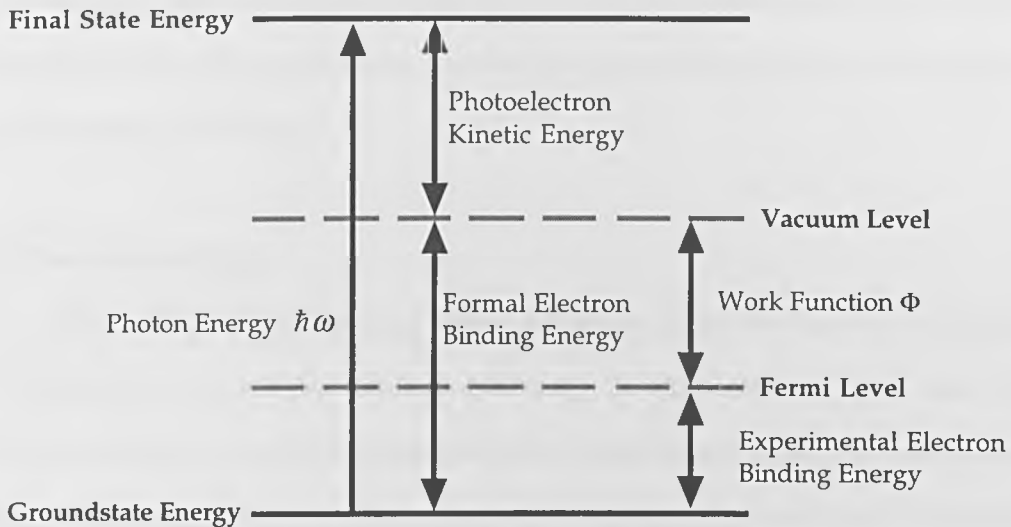 Final State Energy
Photoelectron
Kinetic Energy
Vacuum Level
Formal Electron
Binding Energy
Work Function Φ
Photon Energy ℏω
Fermi Level
Experimental Electron
Binding Energy
Groundstate Energy